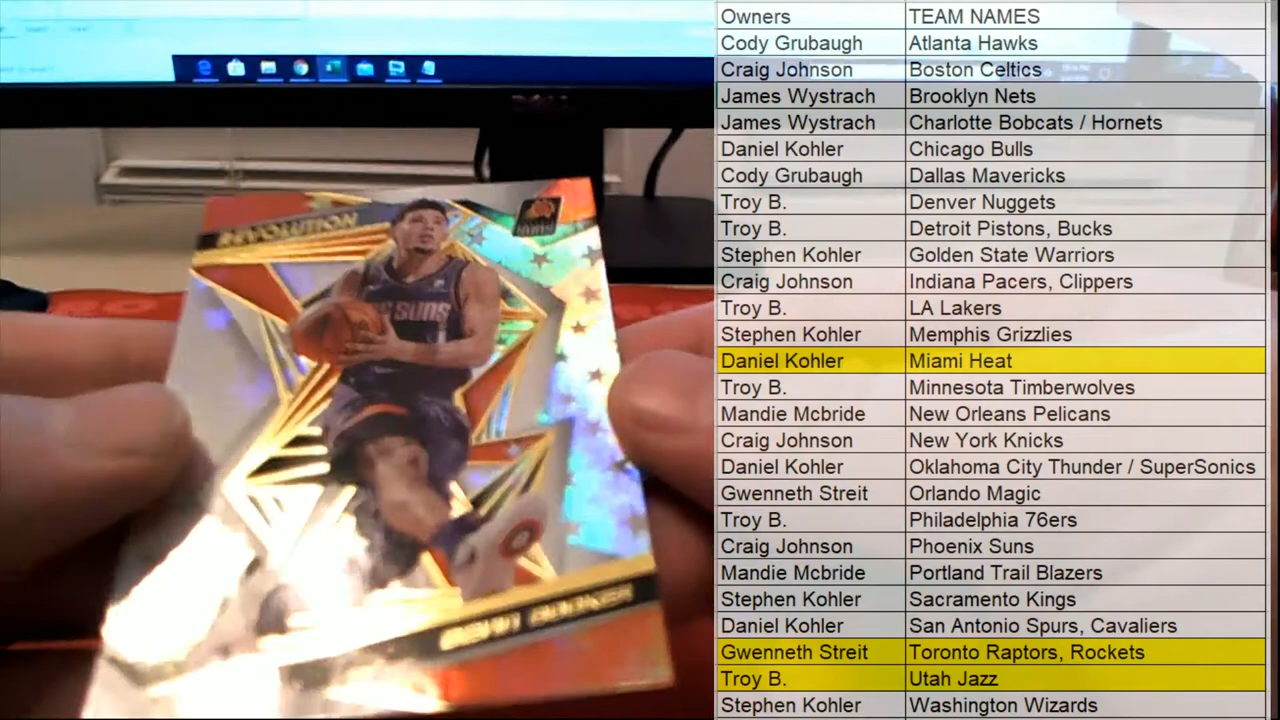 REVOLUTION
SUNS
DEVIN BOOKER
Owners TEAM NAMES
Cody Grubaugh Atlanta Hawks
Craig Johnson Boston Celtics
James Wystrach Brooklyn Nets
James Wystrach Charlotte Bobcats / Hornets
Daniel Kohler Chicago Bulls
Cody Grubaugh Dallas Mavericks
Troy B. Denver Nuggets
Troy B. Detroit Pistons, Bucks
Stephen Kohler Golden State Warriors
Craig Johnson Indiana Pacers, Clippers
Troy B. LA Lakers
Stephen Kohler Memphis Grizzlies
Daniel Kohler Miami Heat
Troy B. Minnesota Timberwolves
Mandie Mcbride New Orleans Pelicans
Craig Johnson New York Knicks
Daniel Kohler Oklahoma City Thunder / SuperSonics
Gwenneth Streit Orlando Magic
Troy B. Philadelphia 76ers
Craig Johnson Phoenix Suns
Mandie Mcbride Portland Trail Blazers
Stephen Kohler Sacramento Kings
Daniel Kohler San Antonio Spurs, Cavaliers
Gwenneth Streit Toronto Raptors, Rockets
Troy B. Utah Jazz
Stephen Kohler Washington Wizards